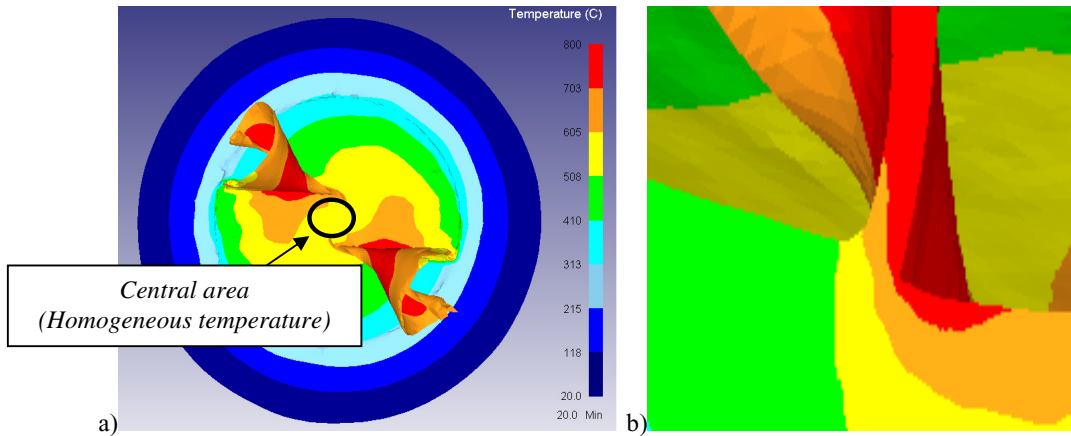 Temperature (C)
800
703
605
508
410
313
215
118
20.0
20.0 Min
Central area
(Homogeneous temperature)
a)
b)